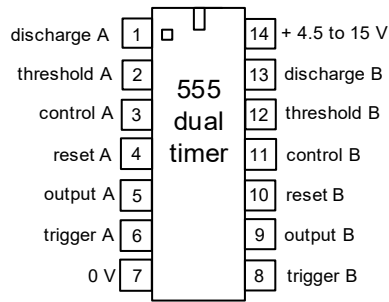 discharge A 1
14 + 4.5 to 15 V
threshold A 2
13 discharge B
control A 3
12 threshold B
reset A 4
11 control B
output A 5
10 reset B
trigger A 6
9 output B
0 V 7
8 trigger B
555
dual
timer